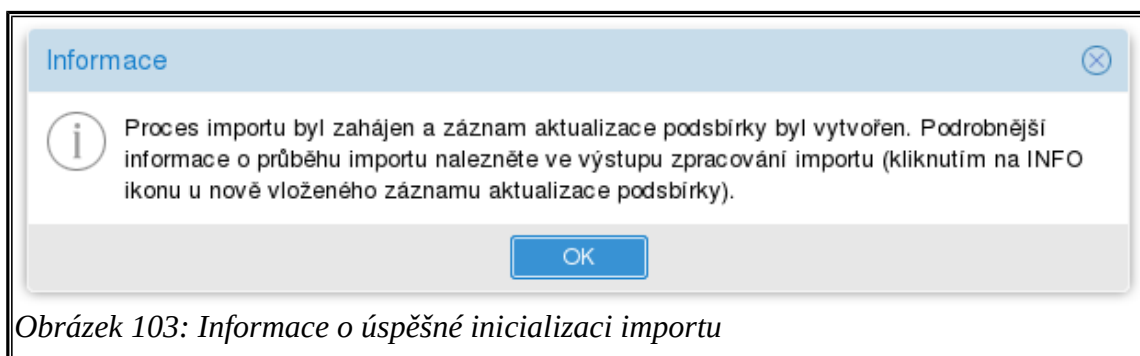 Informace
Proces importu byl zahájen a záznam aktualizace podsbírky byl vytvořen. Podrobnější
informace o průběhu importu nalezněte ve výstupu zpracování importu (kliknutím na INFO
ikonu u nově vloženého záznamu aktualizace podsbírky).
OK
Obrázek 103: Informace o úspěšné inicializaci importu